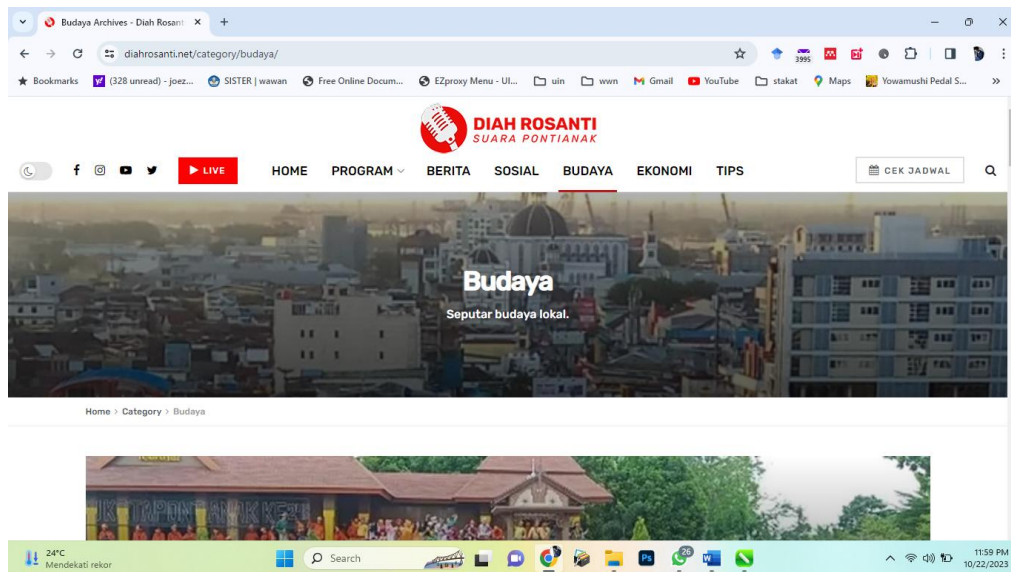 Budaya Archives - Diah Rosanti
diahrosanti.net/category/budaya/
3995
Bookmarks (328 unread) - joez... SISTER | wawan Free Online Docum... EZproxy Menu - UI... uin wwn Gmail YouTube stakat Maps Yowamushi Pedal S...
DIAH ROSANTI
SUARA PONTIANAK
LIVE HOME PROGRAM BERITA SOSIAL BUDAYA EKONOMI TIPS CEK JADWAL
Budaya
Seputar budaya lokal.
Home > Category > Budaya
24°C
Mendekati rekor
Search
Ps
26
11:59 PM
10/22/2023